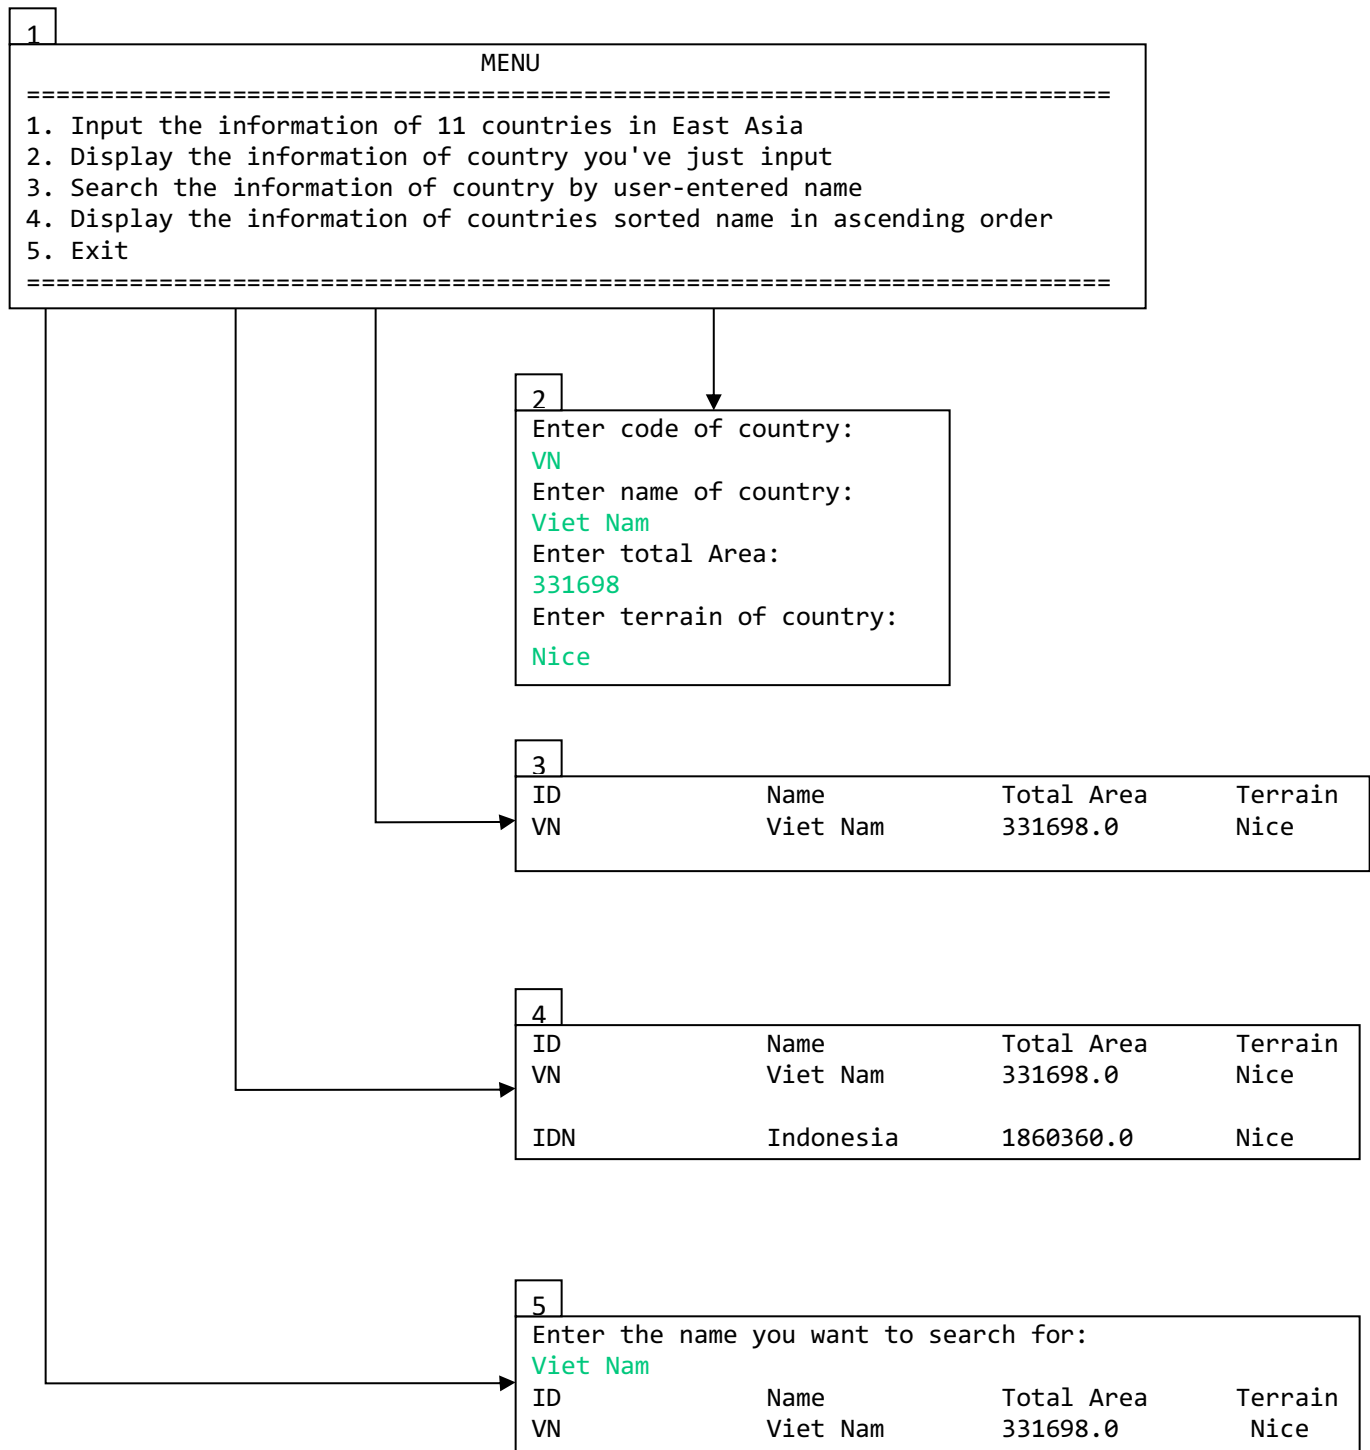 1
MENU
==========================================================================
1. Input the information of 11 countries in East Asia
2. Display the information of country you've just input
3. Search the information of country by user-entered name
4. Display the information of countries sorted name in ascending order
5. Exit
==========================================================================
2
Enter code of country:
VN
Enter name of country:
Viet Nam
Enter total Area:
331698
Enter terrain of country:
Nice
3
ID Name Total Area Terrain
VN Viet Nam 331698.0 Nice
4
ID Name Total Area Terrain
VN Viet Nam 331698.0 Nice
IDN Indonesia 1860360.0 Nice
5
Enter the name you want to search for:
Viet Nam
ID Name Total Area Terrain
VN Viet Nam 331698.0 Nice